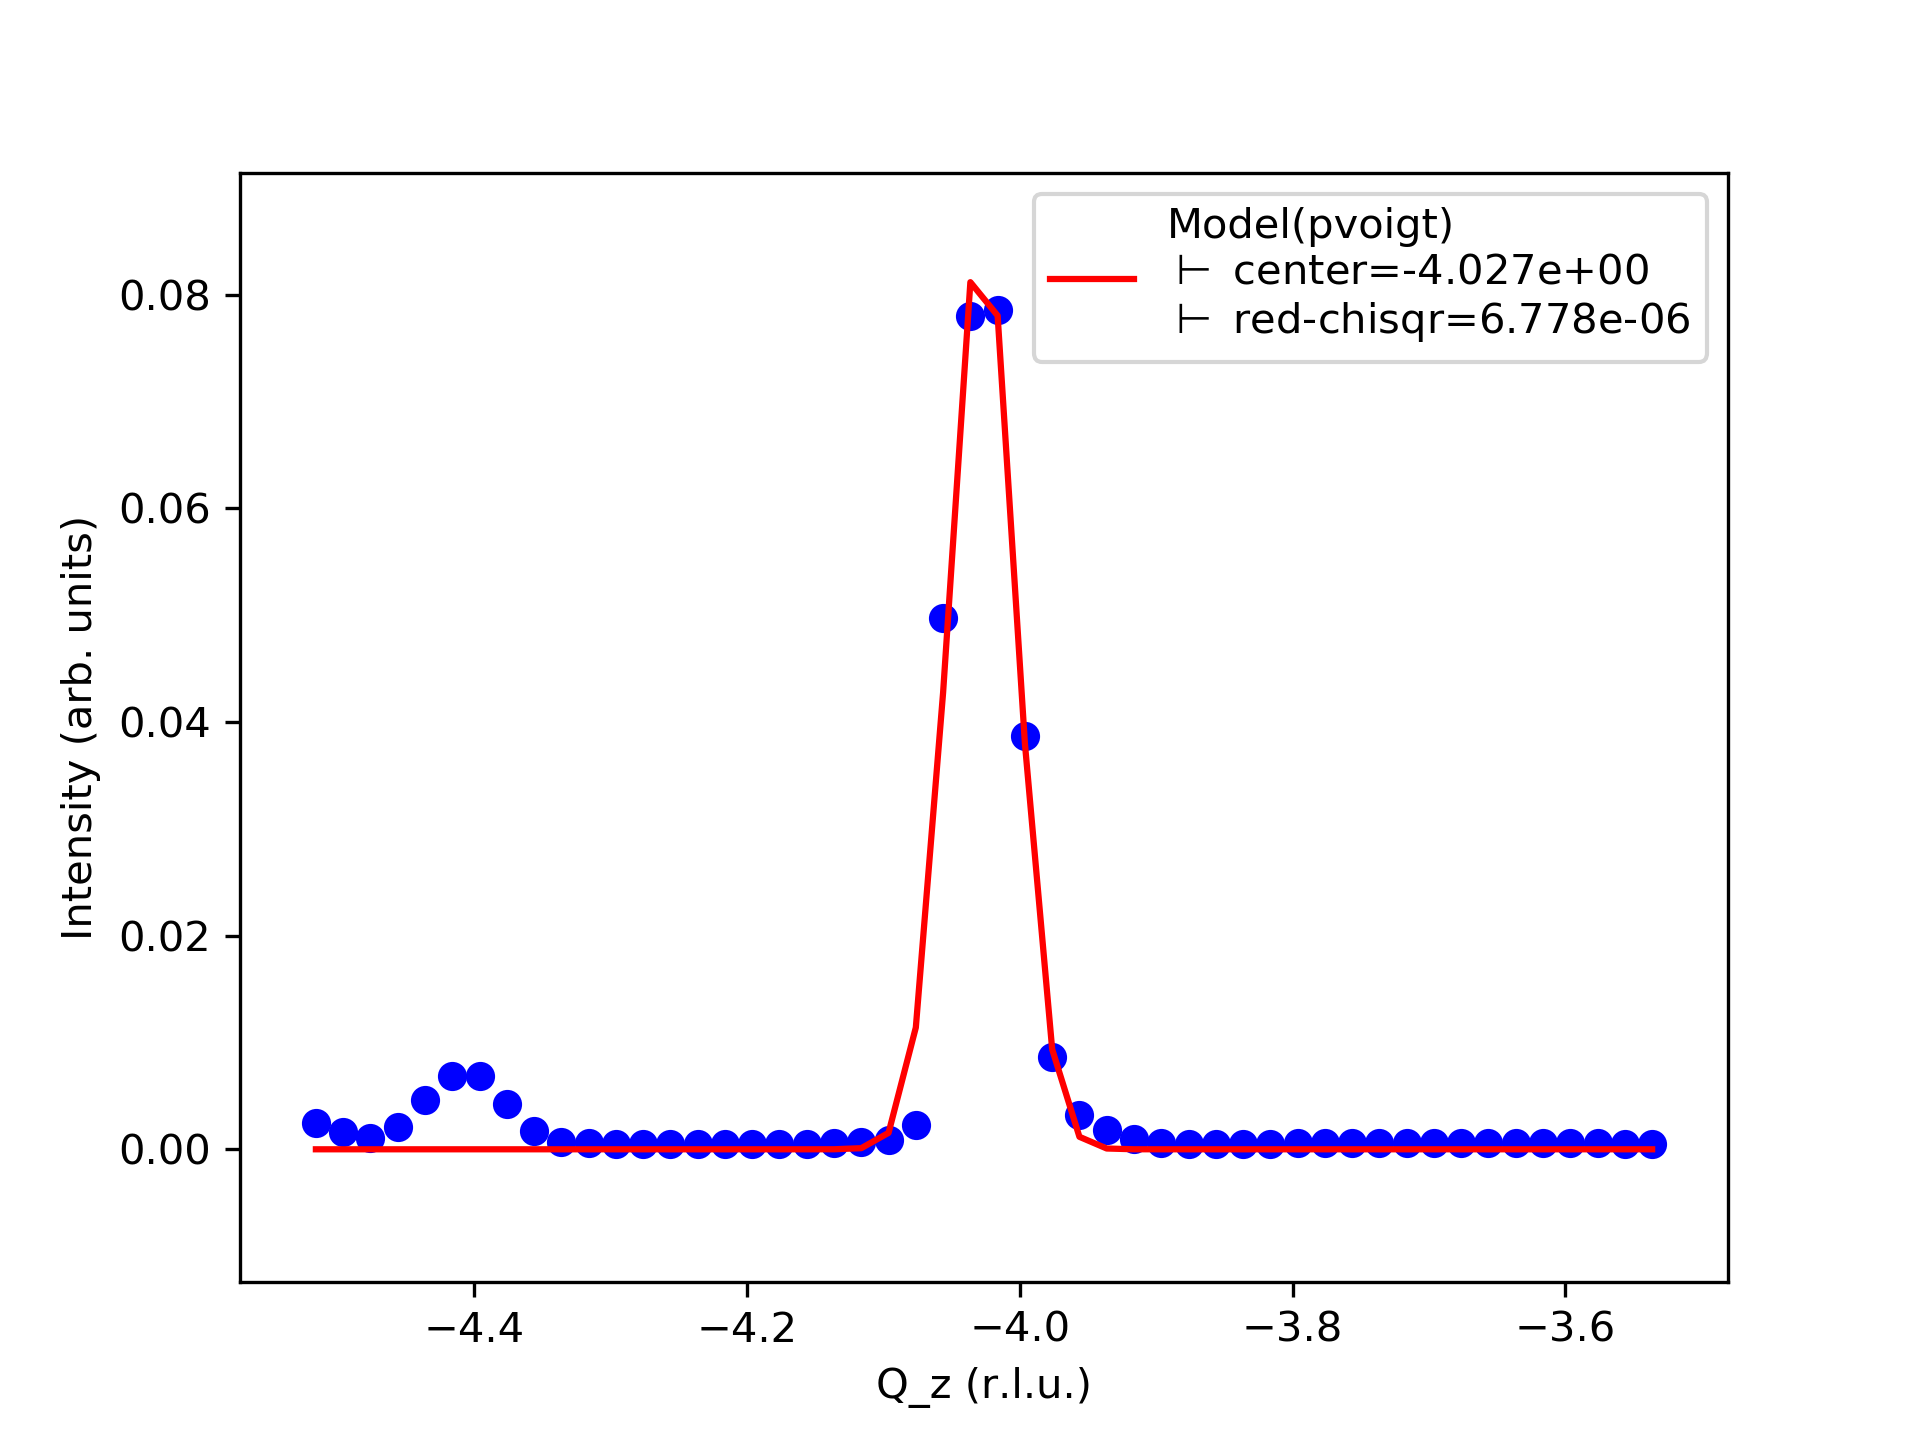 Model(pvoigt)
⊢ center=-4.027e+00
⊢ red-chisqr=6.778e-06
0.08
0.06
0.04
0.02
0.00
Intensity (arb. units)
−4.4 −4.2 −4.0 −3.8 −3.6
Q_z (r.l.u.)